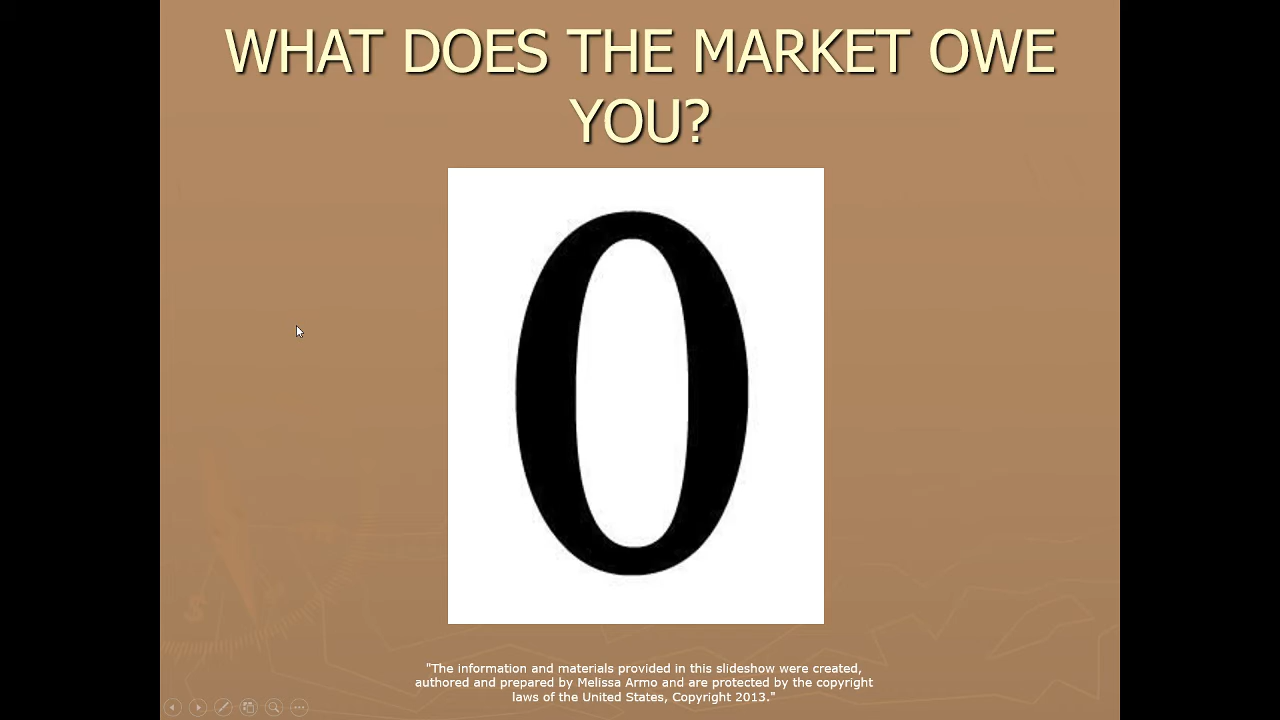 WHAT DOES THE MARKET OWE
YOU?
0
"The information and materials provided in this slideshow were created,
authored and prepared by Melissa Armo and are protected by the copyright
laws of the United States, Copyright 2013."